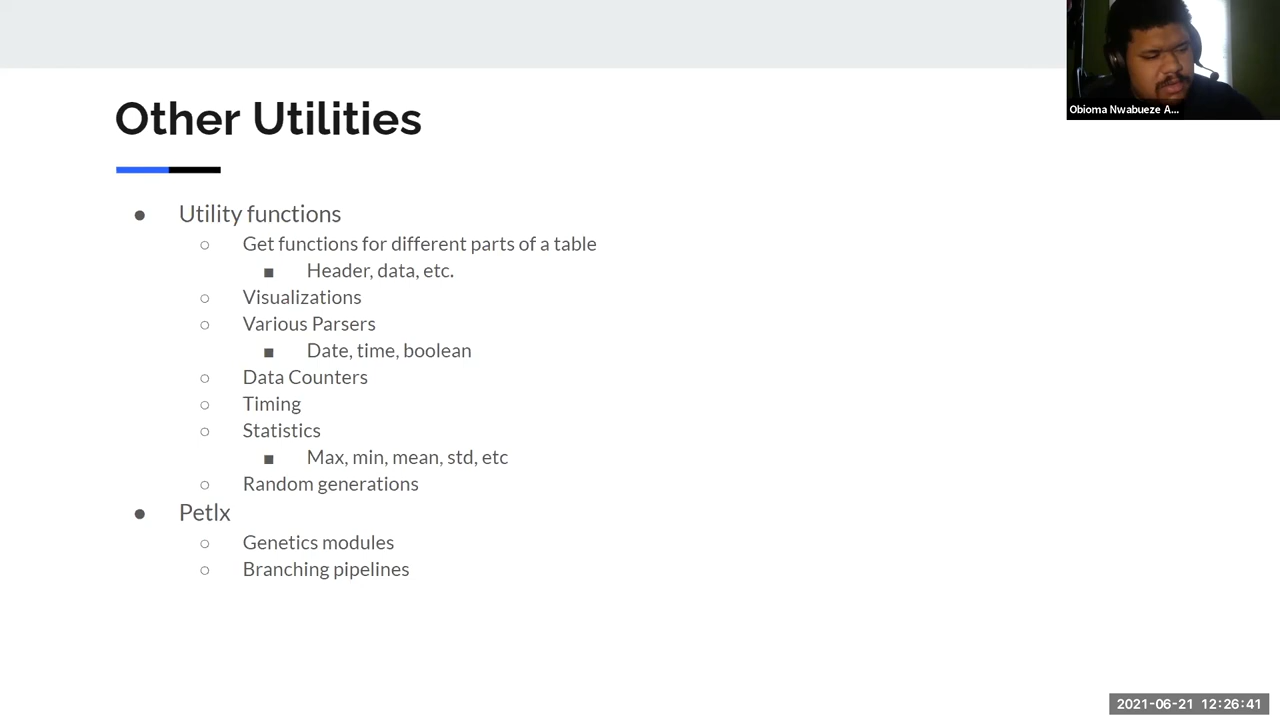 Other Utilities
Obioma Nwabueze A...
● Utility functions
○ Get functions for different parts of a table
■ Header, data, etc.
○ Visualizations
○ Various Parsers
■ Date, time, boolean
○ Data Counters
○ Timing
○ Statistics
■ Max, min, mean, std, etc
○ Random generations
● Petlx
○ Genetics modules
○ Branching pipelines
2021-06-21 12:26:41